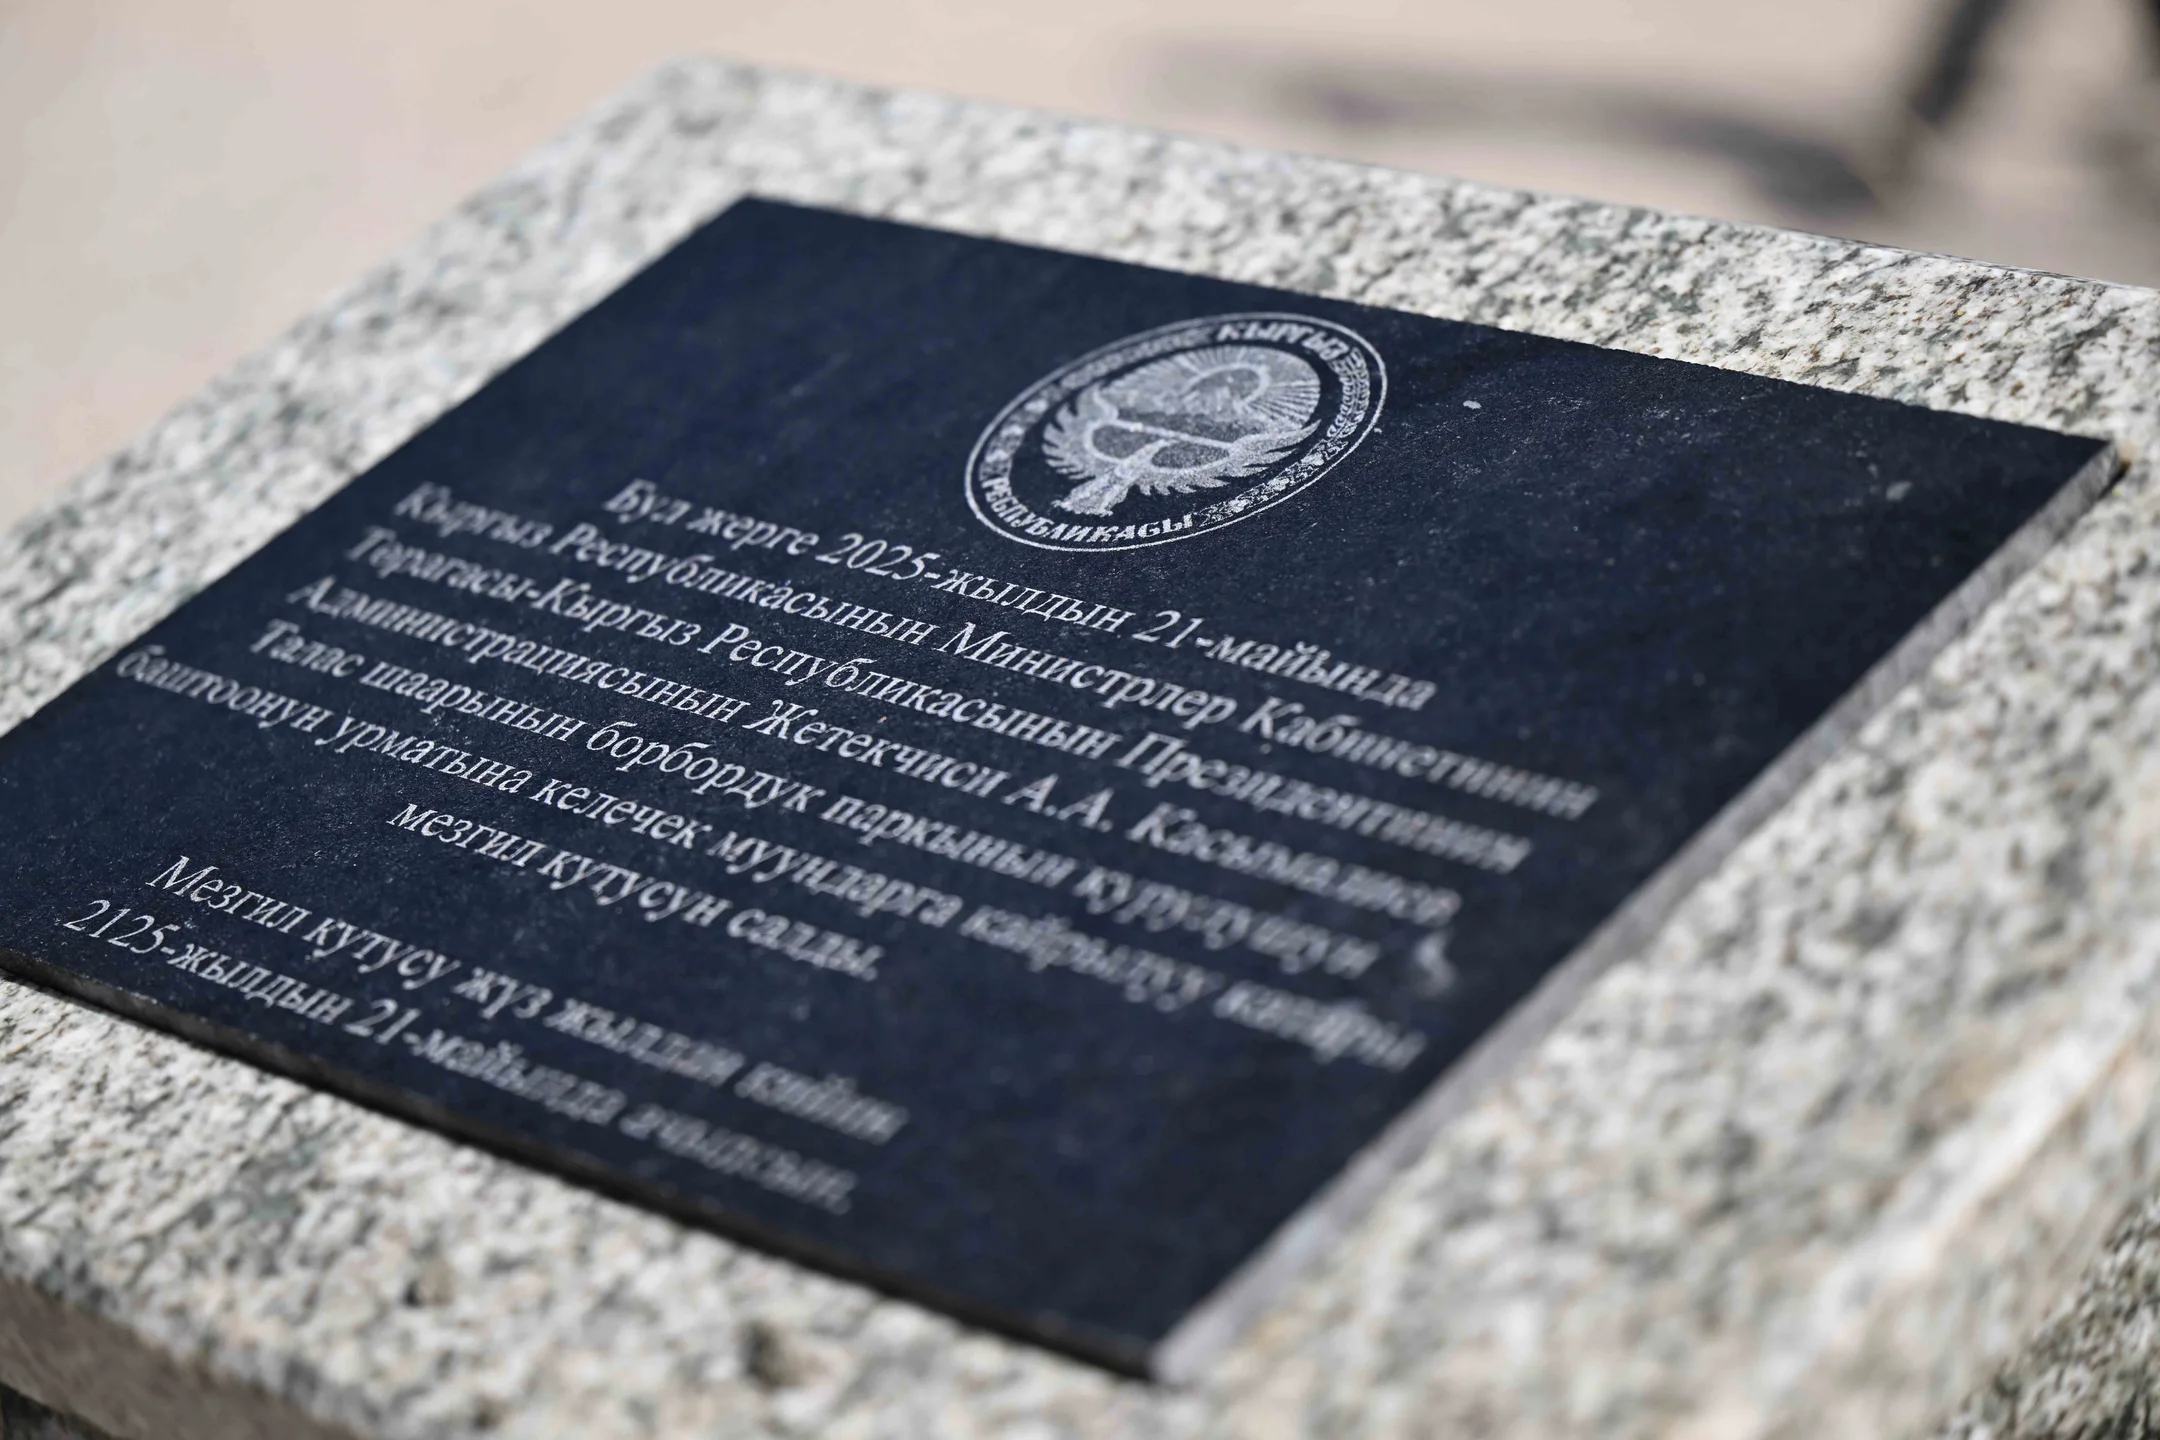 КЫРГЫЗ
РЕСПУБЛИКАСЫ
Бул жерге 2025-жылдын 21-майында
Кыргыз Республикасынын Министрлер Кабинетинин
Төрагасы-Кыргыз Республикасынын Президентинин
Администрациясынын Жетекчиси А.А. Касымалиев
Талас шаарынын борбордук паркынын курулушун
баштоонун урматына келечек муундарга кайрылуу катары
мезгил кутусун салды.
Мезгил кутусу жүз жылдан кийин
2125-жылдын 21-майында ачылсын.